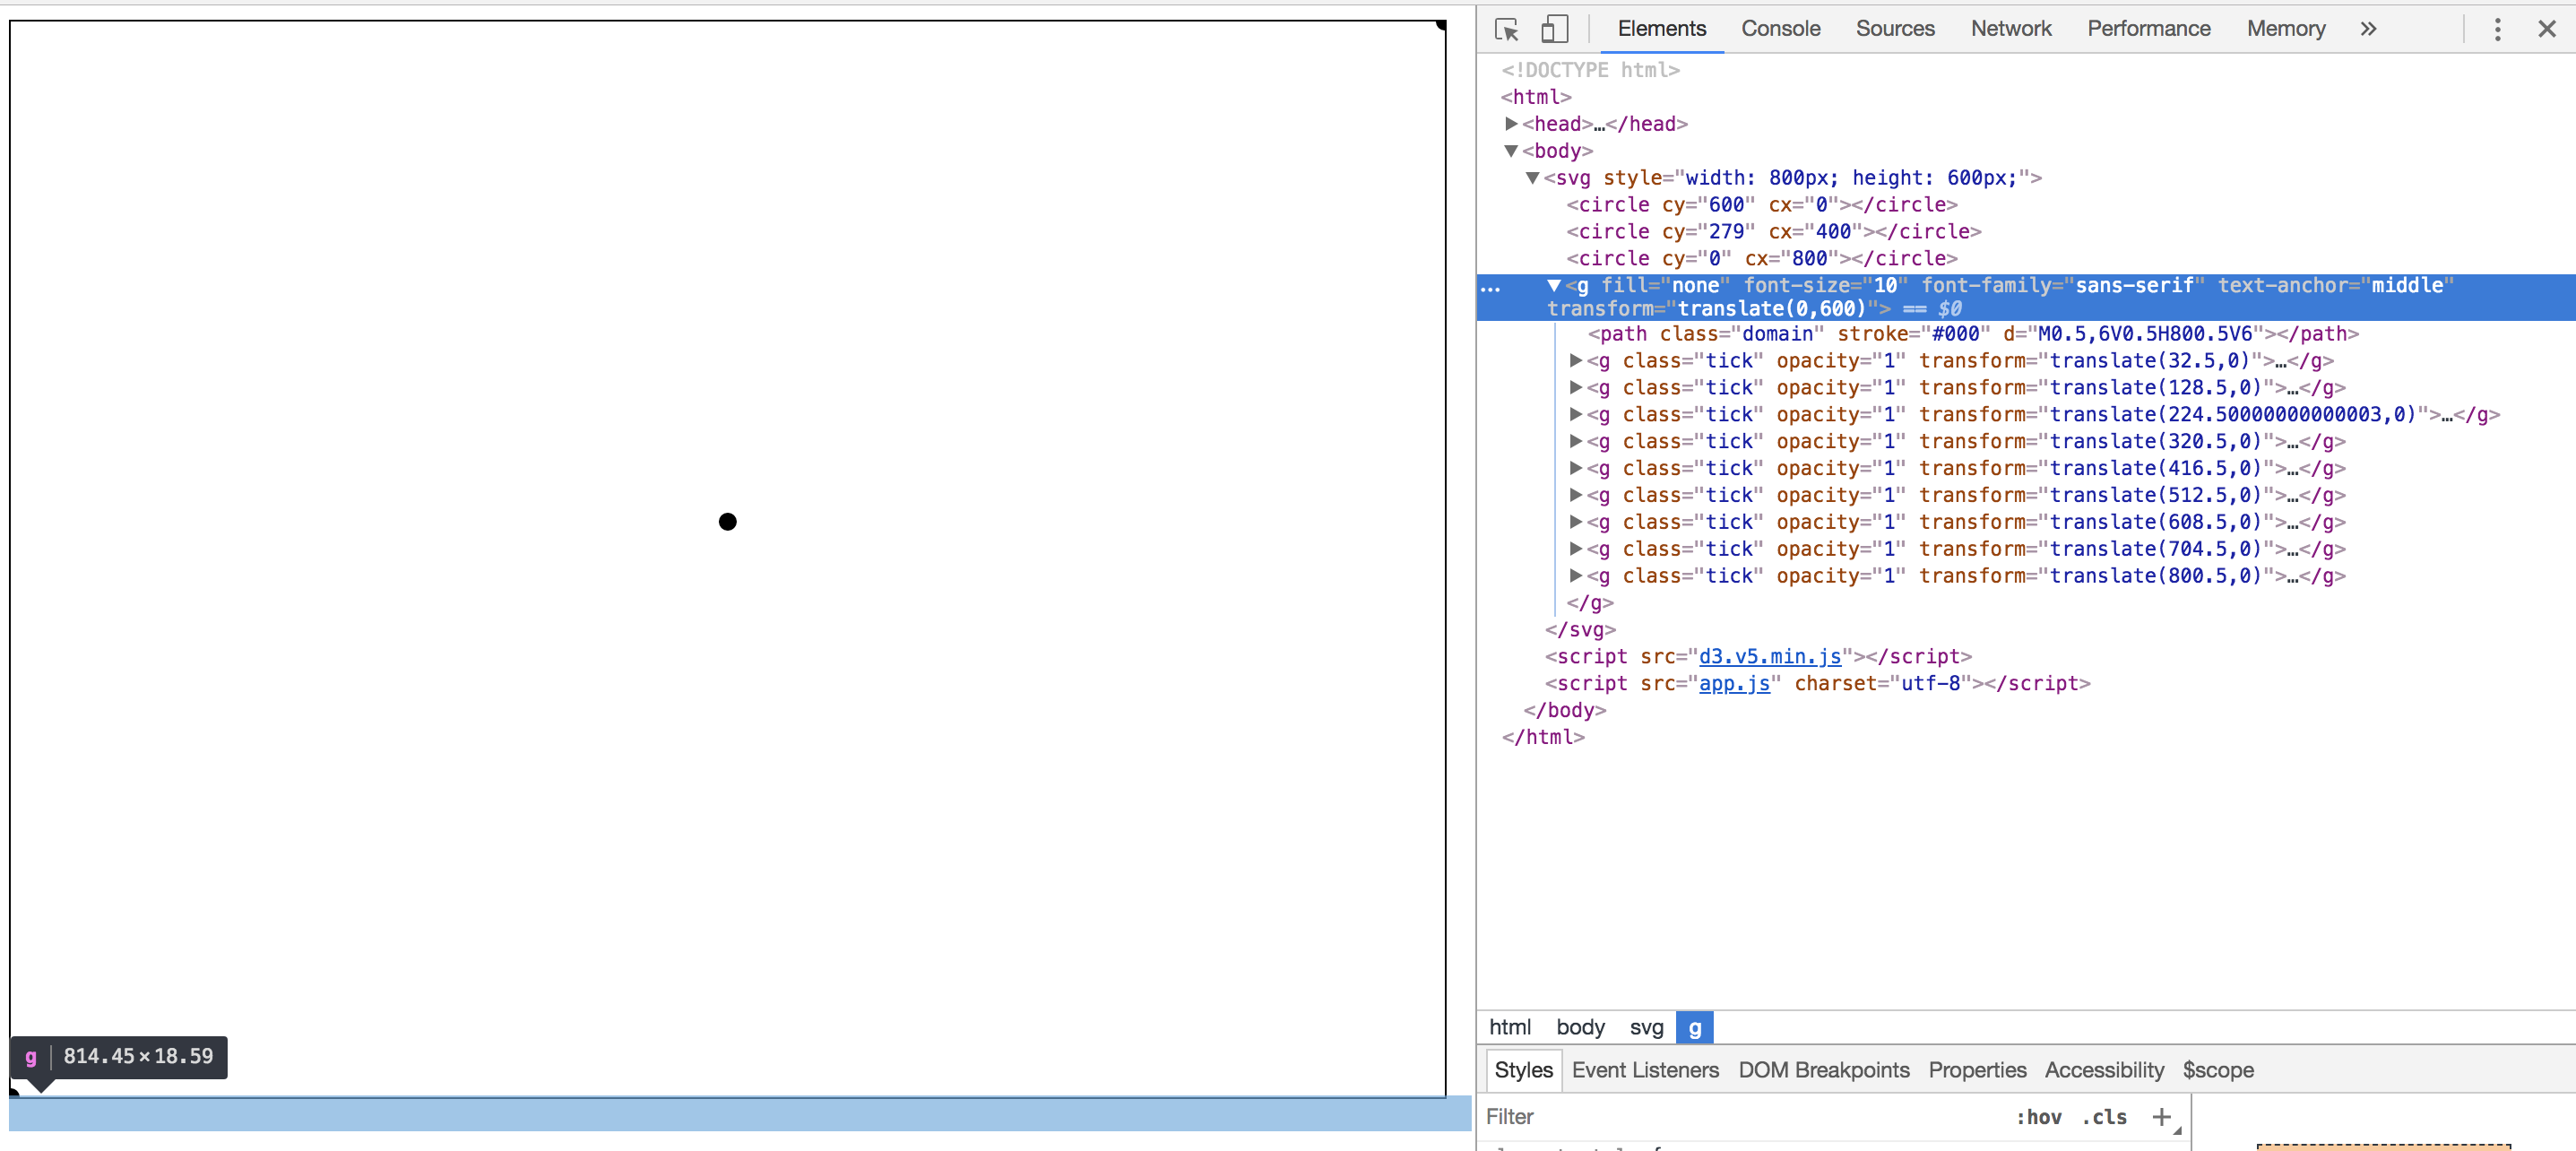 Elements Console Sources Network Performance Memory »
<!DOCTYPE html>
<html>
<head>…</head>
<body>
<svg style="width: 800px; height: 600px;">
<circle cy="600" cx="0"></circle>
<circle cy="279" cx="400"></circle>
<circle cy="0" cx="800"></circle>
… <g fill="none" font-size="10" font-family="sans-serif" text-anchor="middle"
transform="translate(0,600)"> == $0
<path class="domain" stroke="#000" d="M0.5,6V0.5H800.5V6"></path>
<g class="tick" opacity="1" transform="translate(32.5,0)">…</g>
<g class="tick" opacity="1" transform="translate(128.5,0)">…</g>
<g class="tick" opacity="1" transform="translate(224.50000000000003,0)">…</g>
<g class="tick" opacity="1" transform="translate(320.5,0)">…</g>
<g class="tick" opacity="1" transform="translate(416.5,0)">…</g>
<g class="tick" opacity="1" transform="translate(512.5,0)">…</g>
<g class="tick" opacity="1" transform="translate(608.5,0)">…</g>
<g class="tick" opacity="1" transform="translate(704.5,0)">…</g>
<g class="tick" opacity="1" transform="translate(800.5,0)">…</g>
</g>
</svg>
<script src="d3.v5.min.js"></script>
<script src="app.js" charset="utf-8"></script>
</body>
</html>
g 814.45×18.59
html body svg g
Styles Event Listeners DOM Breakpoints Properties Accessibility $scope
Filter :hov .cls +